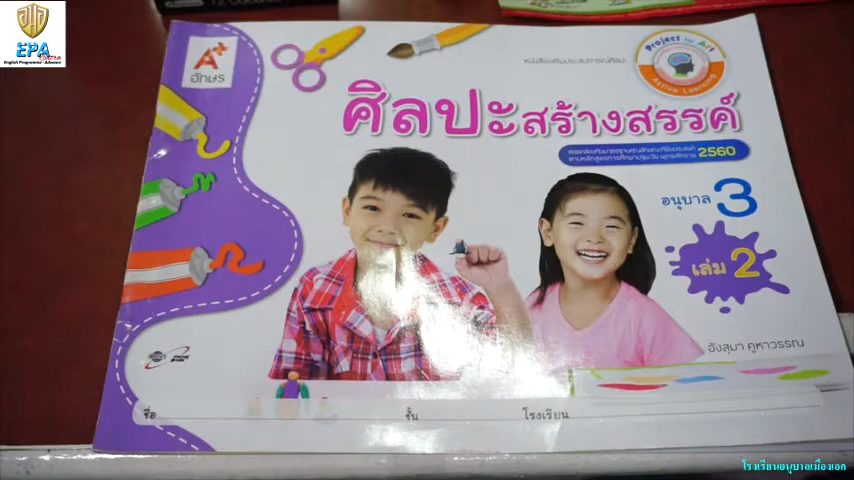 EPA Extra
English Programme Advance
อักษร
หนังสือเสริมประสบการณ์ศิลปะ
Project for Art
Active Learning
ศิลปะสร้างสรรค์
สอดคล้องกับมาตรฐานคุณลักษณะที่พึงประสงค์
ตามหลักสูตรการศึกษาปฐมวัย พุทธศักราช 2560
อนุบาล 3
เล่ม 2
อังสุมา คูหาวรรณ
ชื่อ ชั้น โรงเรียน
โรงเรียนอนุบาลเมืองเอก